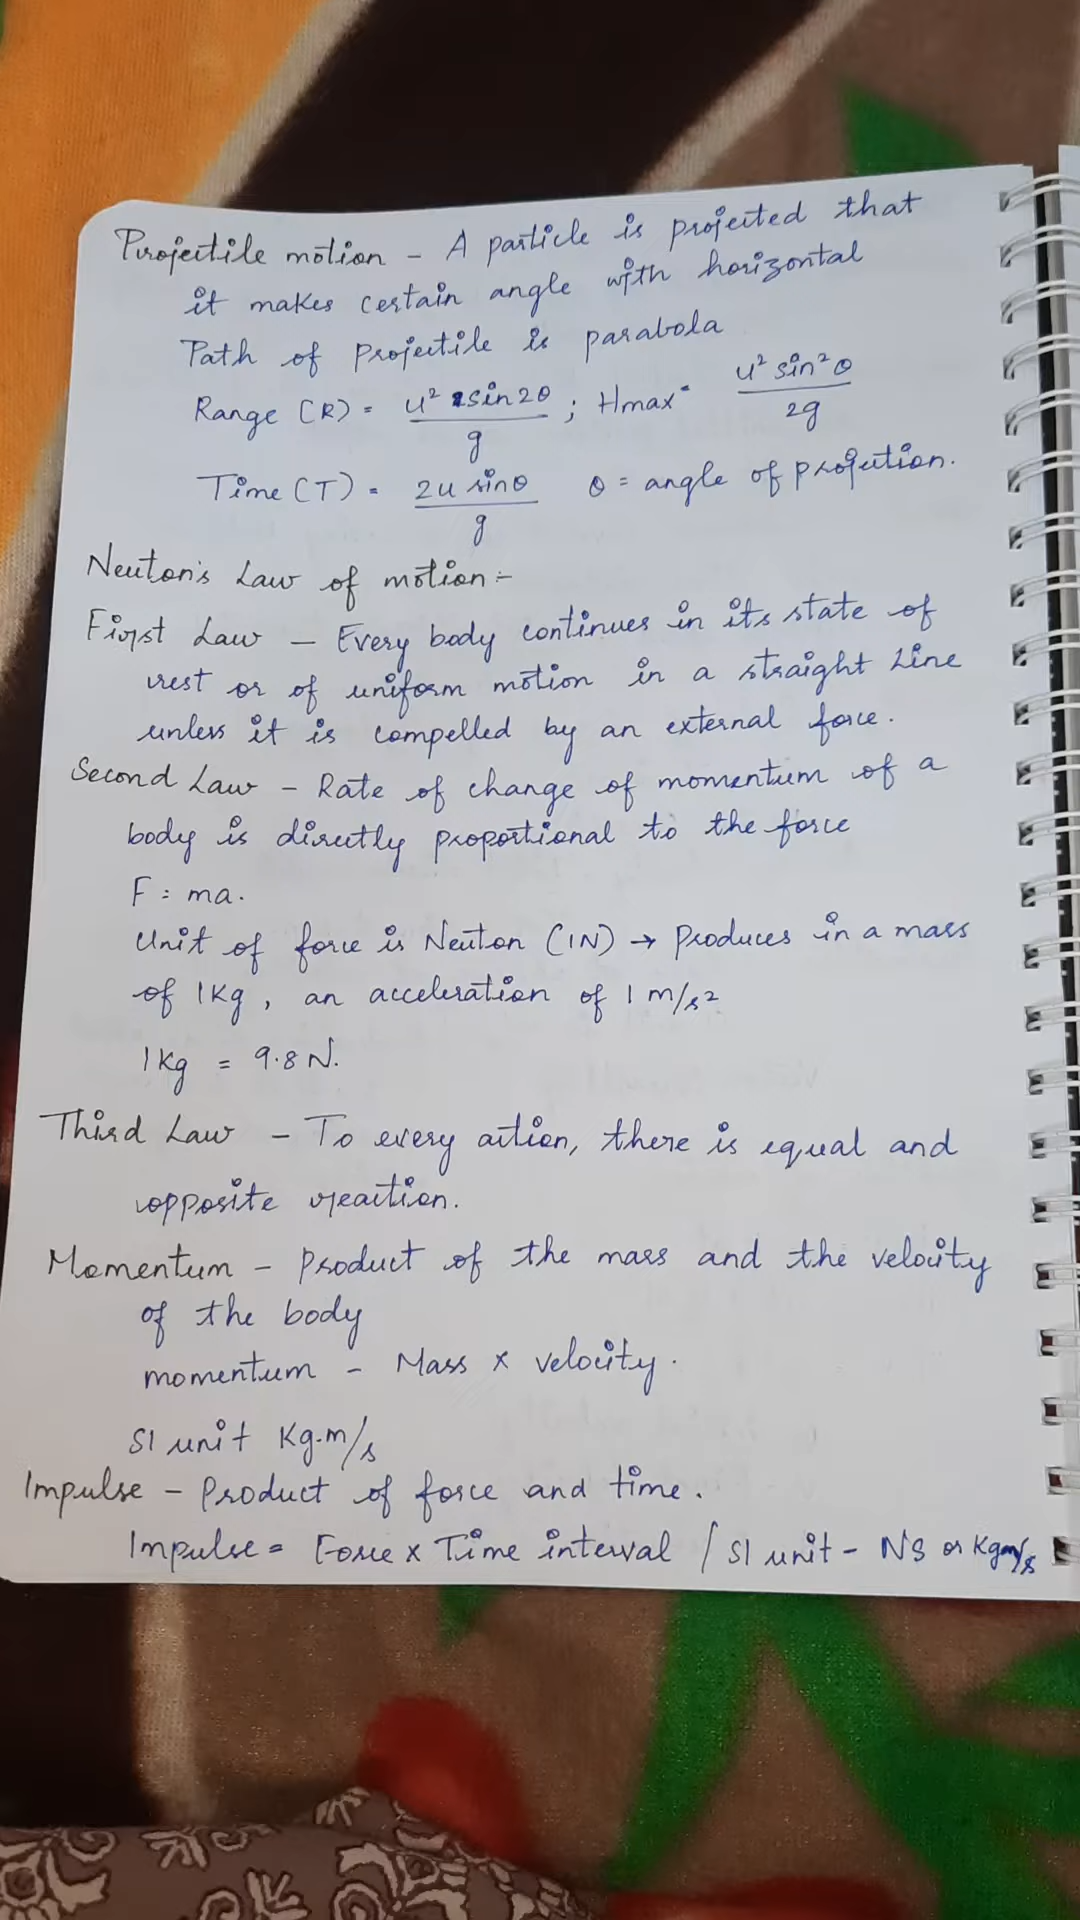 Projectile motion - A particle is projected that
it makes certain angle with horizontal
Path of Projectile is parabola
Range (R) = u² sin2θ / g ; Hmax = u² sin²θ / 2g
Time (T) = 2u sinθ / g θ = angle of projection.
Newton's Law of motion :-
First Law - Every body continues in its state of
rest or of uniform motion in a straight Line
unless it is compelled by an external force.
Second Law - Rate of change of momentum of a
body is directly proportional to the force
F = ma.
Unit of force is Newton (1N) → Produces in a mass
of 1Kg, an acceleration of 1 m/s²
1Kg = 9.8 N.
Third Law - To every action, there is equal and
opposite reaction.
Momentum - Product of the mass and the velocity
of the body
momentum - Mass × velocity.
SI unit Kg.m/s
Impulse - Product of force and time.
Impulse = Force × Time interval / SI unit - NS or Kgm/s